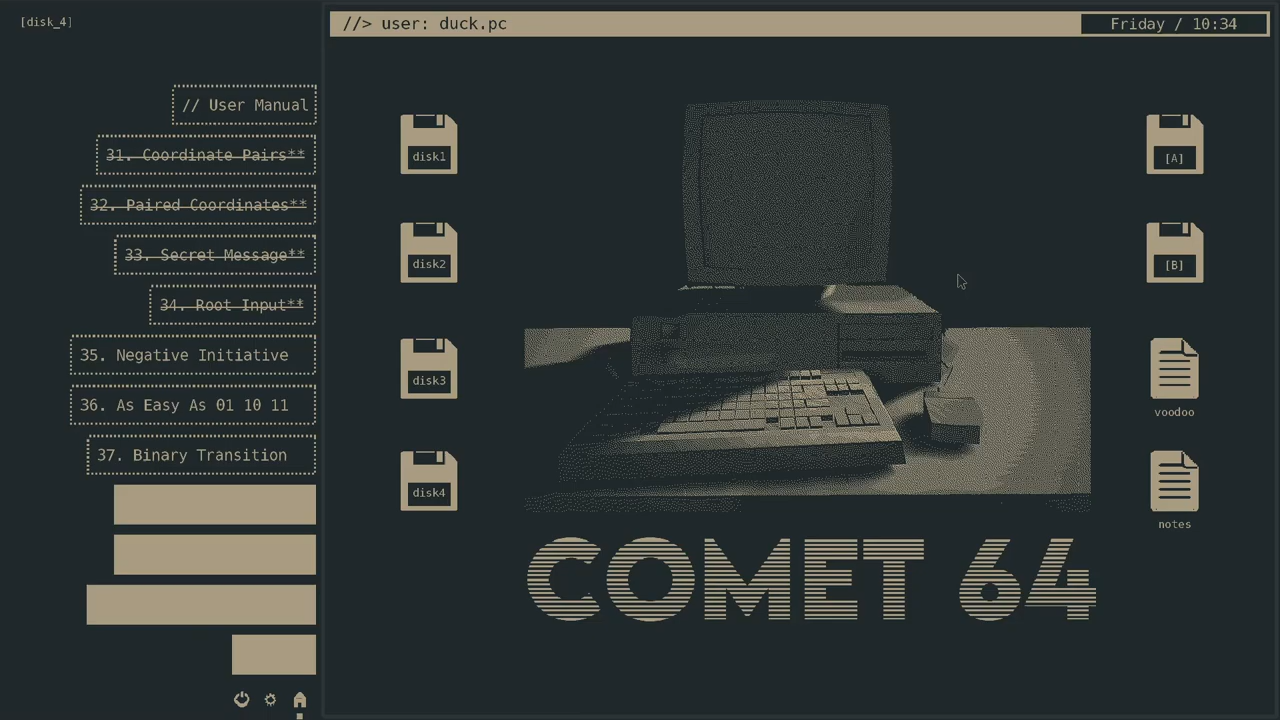 [disk_4]
//> user: duck.pc
Friday / 10:34
// User Manual
31. Coordinate Pairs**
32. Paired Coordinates**
33. Secret Message**
34. Root Input**
35. Negative Initiative
36. As Easy As 01 10 11
37. Binary Transition
disk1
disk2
disk3
disk4
[A]
[B]
voodoo
notes
COMET 64